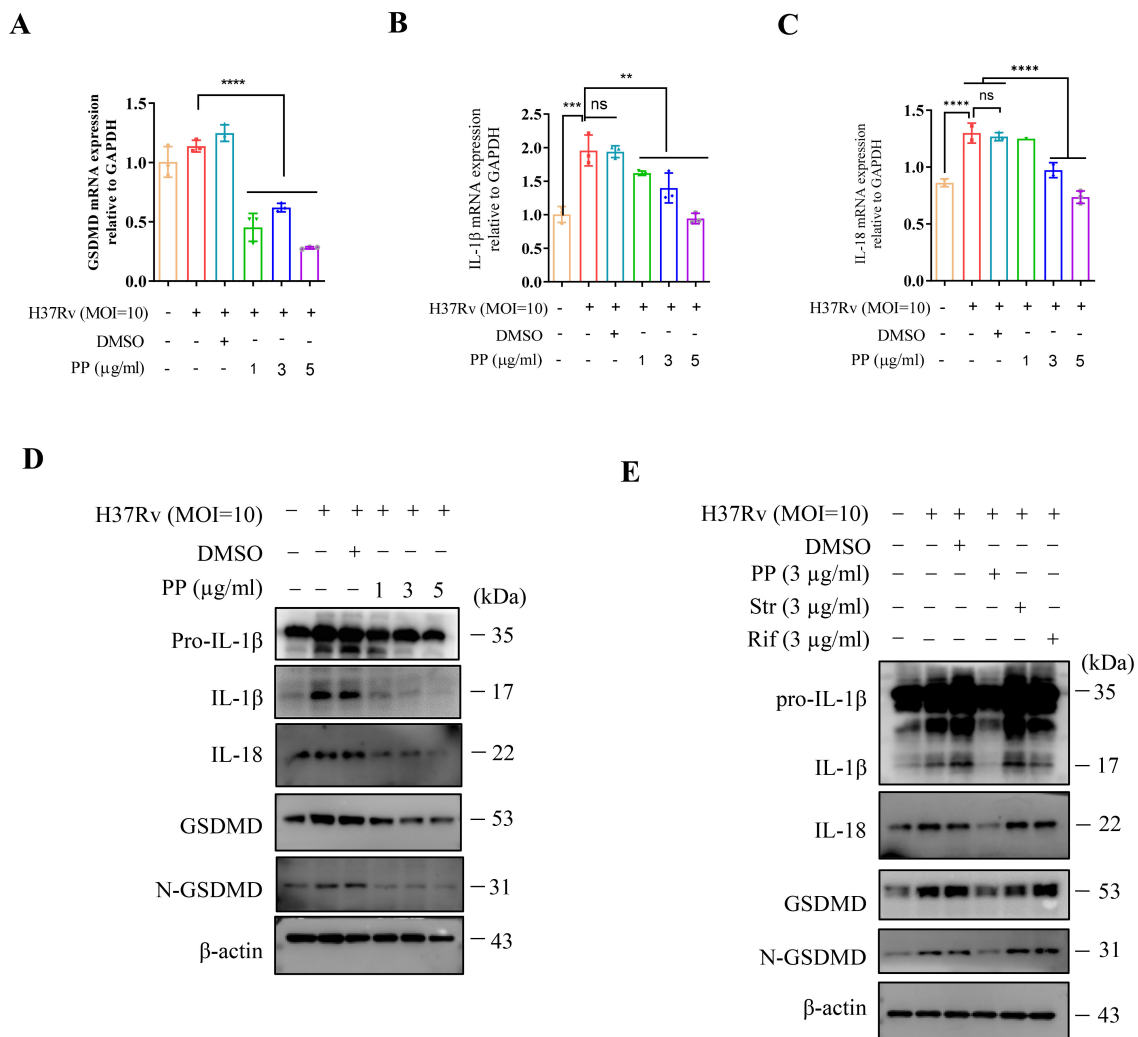 A
B
C
****
GSDMD mRNA expression
relative to GAPDH
1.5
1.0
0.5
0.0
H37Rv (MOI=10) - + + + + +
DMSO - - + - - -
PP (µg/ml) - - - 1 3 5
**
*** ns
IL-1β mRNA expression
relative to GAPDH
2.5
2.0
1.5
1.0
0.5
0.0
H37Rv (MOI=10) - + + + + +
DMSO - - + - - -
PP (µg/ml) - - - 1 3 5
****
**** ns
IL-18 mRNA expression
relative to GAPDH
1.5
1.0
0.5
0.0
H37Rv (MOI=10) - + + + + +
DMSO - - + - - -
PP (µg/ml) - - - 1 3 5
D
H37Rv (MOI=10) − + + + + +
DMSO − − + − − −
PP (µg/ml) − − − 1 3 5
(kDa)
Pro-IL-1β − 35
IL-1β − 17
IL-18 − 22
GSDMD − 53
N-GSDMD − 31
β-actin − 43
E
H37Rv (MOI=10) − + + + + +
DMSO − − + − − −
PP (3 µg/ml) − − − + − −
Str (3 µg/ml) − − − − + −
Rif (3 µg/ml) − − − − − +
(kDa)
pro-IL-1β − 35
IL-1β − 17
IL-18 − 22
GSDMD − 53
N-GSDMD − 31
β-actin − 43